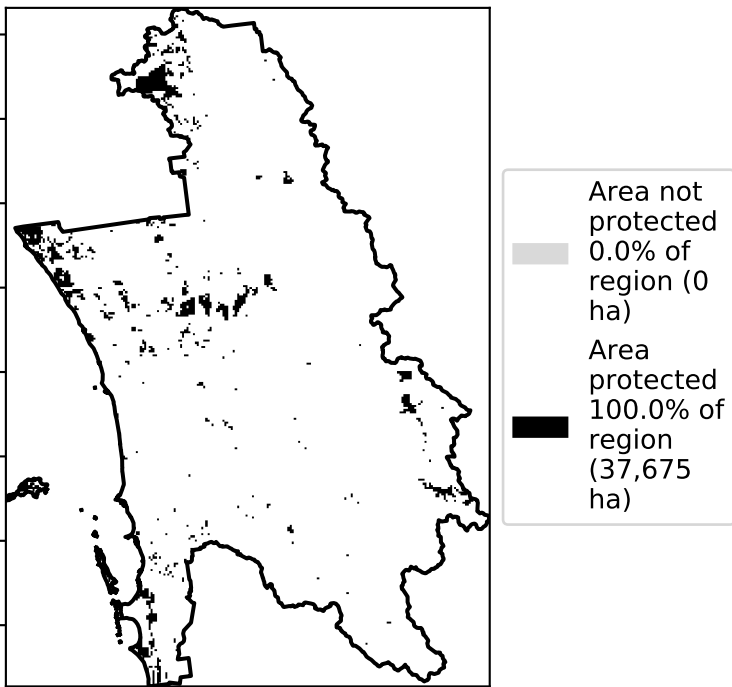 Area not
protected
0.0% of
region (0
ha)
Area
protected
100.0% of
region
(37,675
ha)